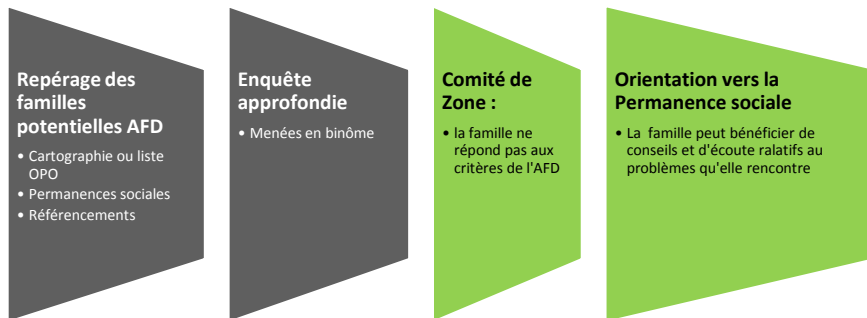 Repérage des
familles
potentielles AFD
• Cartographie ou liste
OPO
• Permanences sociales
• Référencements
Enquête
approfondie
• Menées en binôme
Comité de
Zone :
• la famille ne
répond pas aux
critères de l'AFD
Orientation vers la
Permanence sociale
• La famille peut bénéficier de
conseils et d'écoute ralatifs au
problèmes qu'elle rencontre